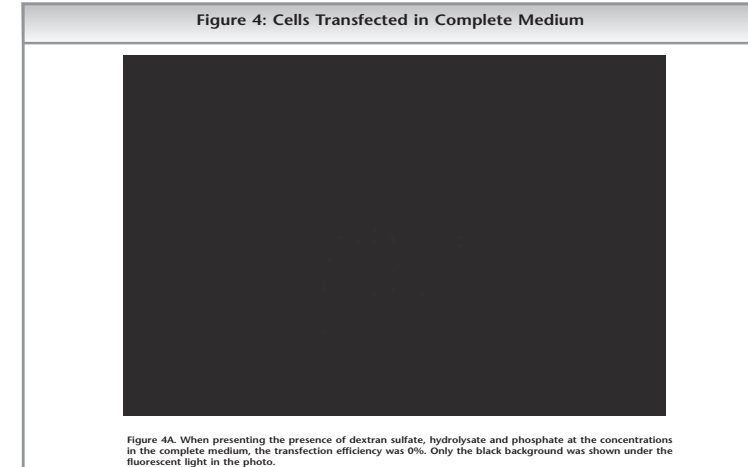 Figure 4: Cells Transfected in Complete Medium
Figure 4A. When presenting the presence of dextran sulfate, hydrolysate and phosphate at the concentrations
in the complete medium, the transfection efficiency was 0%. Only the black background was shown under the
fluorescent light in the photo.